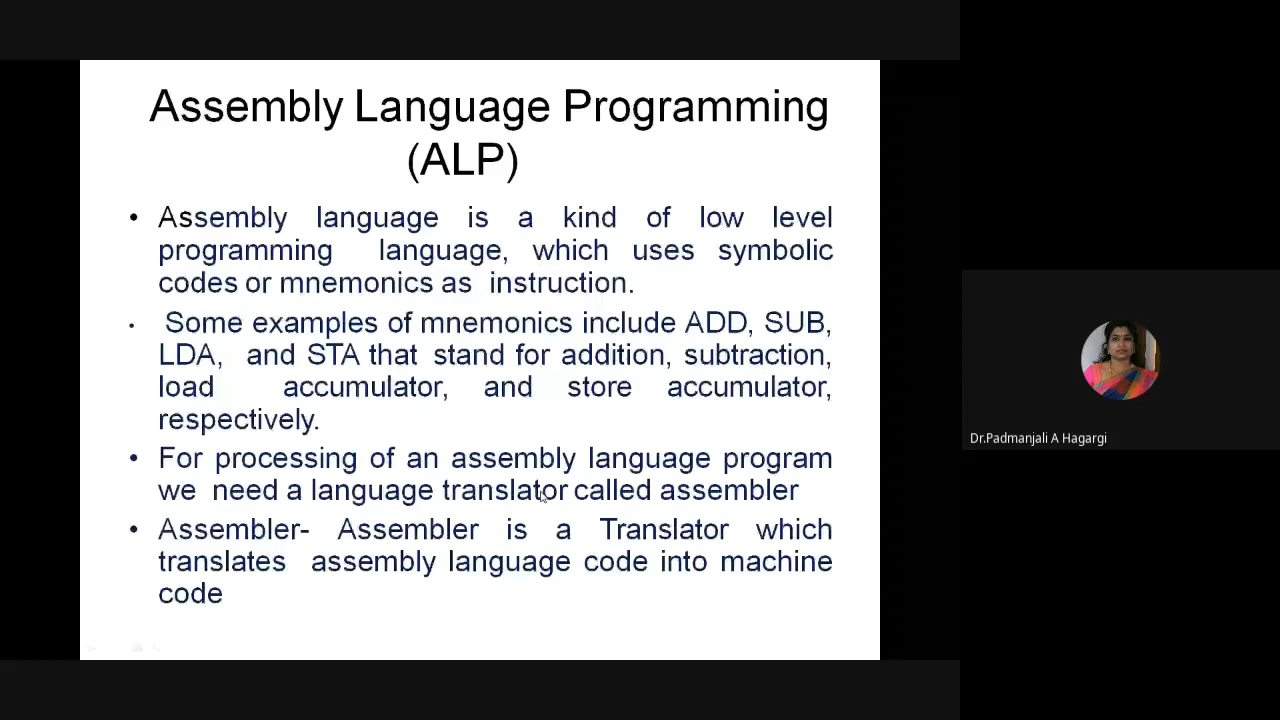 Assembly Language Programming
(ALP)
• Assembly language is a kind of low level
programming language, which uses symbolic
codes or mnemonics as instruction.
• Some examples of mnemonics include ADD, SUB,
LDA, and STA that stand for addition, subtraction,
load accumulator, and store accumulator,
respectively.
• For processing of an assembly language program
we need a language translator called assembler
• Assembler- Assembler is a Translator which
translates assembly language code into machine
code
Dr.Padmanjali A Hagargi